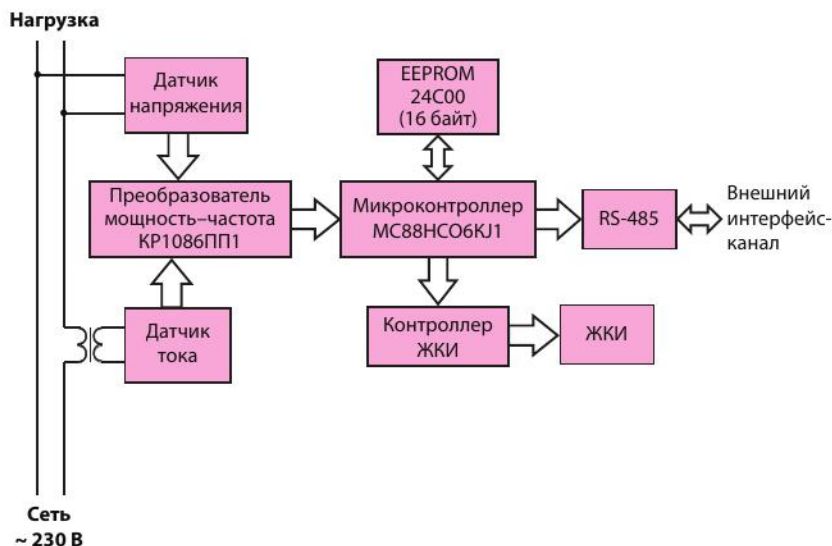 Нагрузка
Датчик
напряжения
EEPROM
24C00
(16 байт)
Преобразователь
мощность–частота
КР1086ПП1
Микроконтроллер
MC88HCO6KJ1
RS-485
Внешний
интерфейс-
канал
Датчик
тока
Контроллер
ЖКИ
ЖКИ
Сеть
~ 230 В